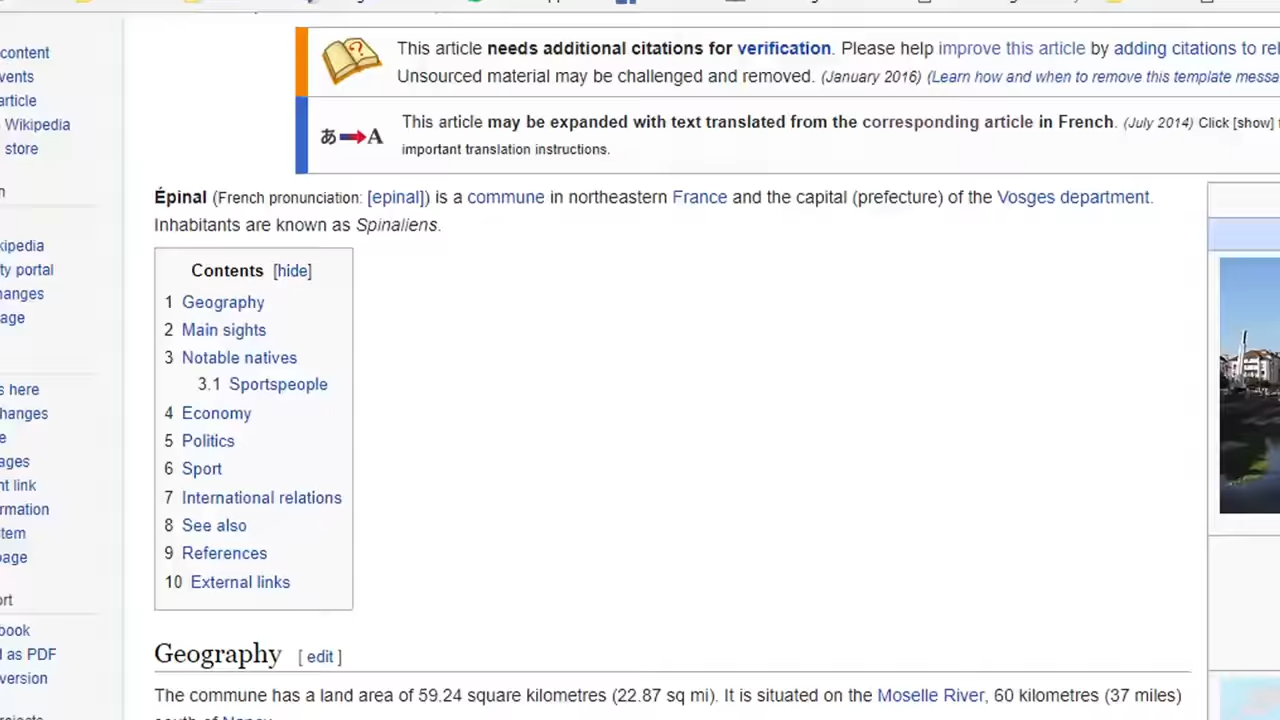 content
vents
article
Wikipedia
store
n
kipedia
ty portal
hanges
age
s here
hanges
e
ages
nt link
rmation
tem
page
ort
book
d as PDF
version
This article needs additional citations for verification. Please help improve this article by adding citations to rel
Unsourced material may be challenged and removed. (January 2016) (Learn how and when to remove this template messa
あ A
This article may be expanded with text translated from the corresponding article in French. (July 2014) Click [show] f
important translation instructions.
Épinal (French pronunciation: [epinal]) is a commune in northeastern France and the capital (prefecture) of the Vosges department.
Inhabitants are known as Spinaliens.
Contents [hide]
1 Geography
2 Main sights
3 Notable natives
3.1 Sportspeople
4 Economy
5 Politics
6 Sport
7 International relations
8 See also
9 References
10 External links
Geography [ edit ]
The commune has a land area of 59.24 square kilometres (22.87 sq mi). It is situated on the Moselle River, 60 kilometres (37 miles)
south of Nancy.